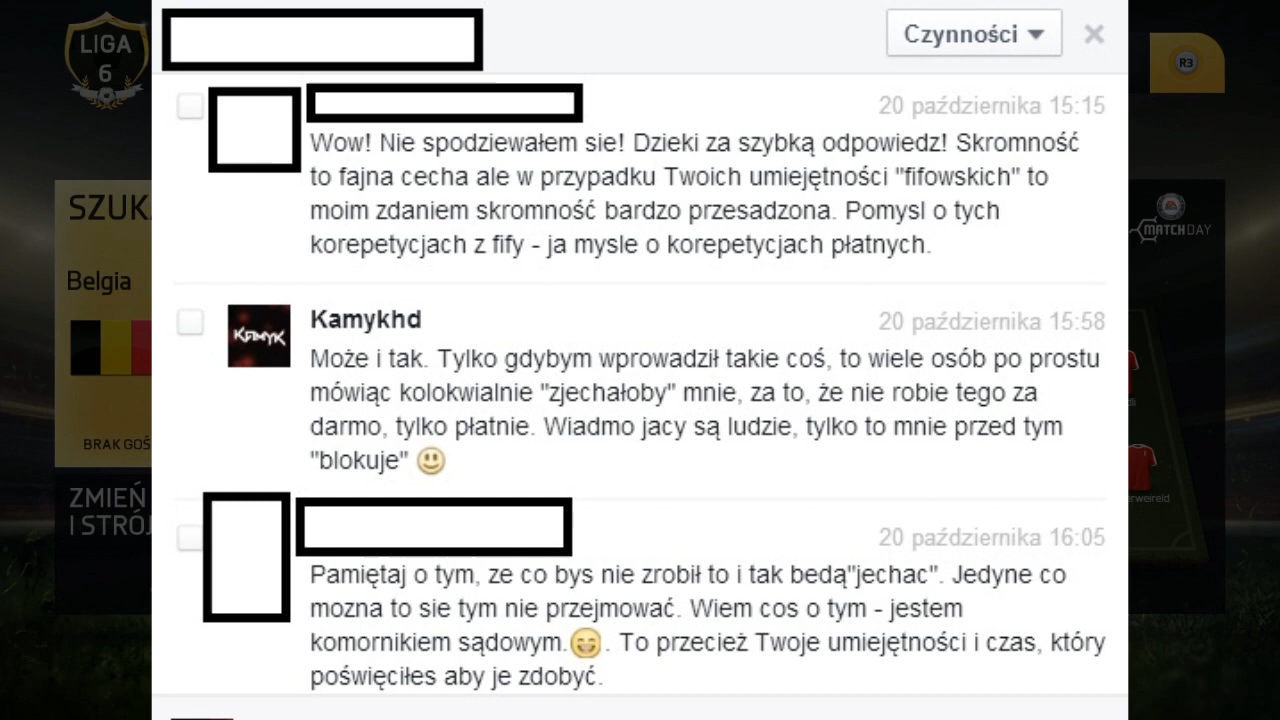 LIGA
6
Czynności
R3
20 października 15:15
Wow! Nie spodziewałem sie! Dzieki za szybką odpowiedz! Skromność
to fajna cecha ale w przypadku Twoich umiejętności "fifowskich" to
moim zdaniem skromność bardzo przesadzona. Pomysl o tych
korepetycjach z fify - ja mysle o korepetycjach płatnych.
SZUK
Belgia
BRAK GOŚ
ZMIEŃ
I STRÓJ
MATCHDAY
KAMYK
Kamykhd
20 października 15:58
Może i tak. Tylko gdybym wprowadził takie coś, to wiele osób po prostu
mówiąc kolokwialnie "zjechałoby" mnie, za to, że nie robie tego za
darmo, tylko płatnie. Wiadmo jacy są ludzie, tylko to mnie przed tym
"blokuje"
erweireld
20 października 16:05
Pamiętaj o tym, ze co bys nie zrobił to i tak bedą"jechac". Jedyne co
mozna to sie tym nie przejmować. Wiem cos o tym - jestem
komornikiem sądowym. . To przecież Twoje umiejętności i czas, który
poświęciłes aby je zdobyć.